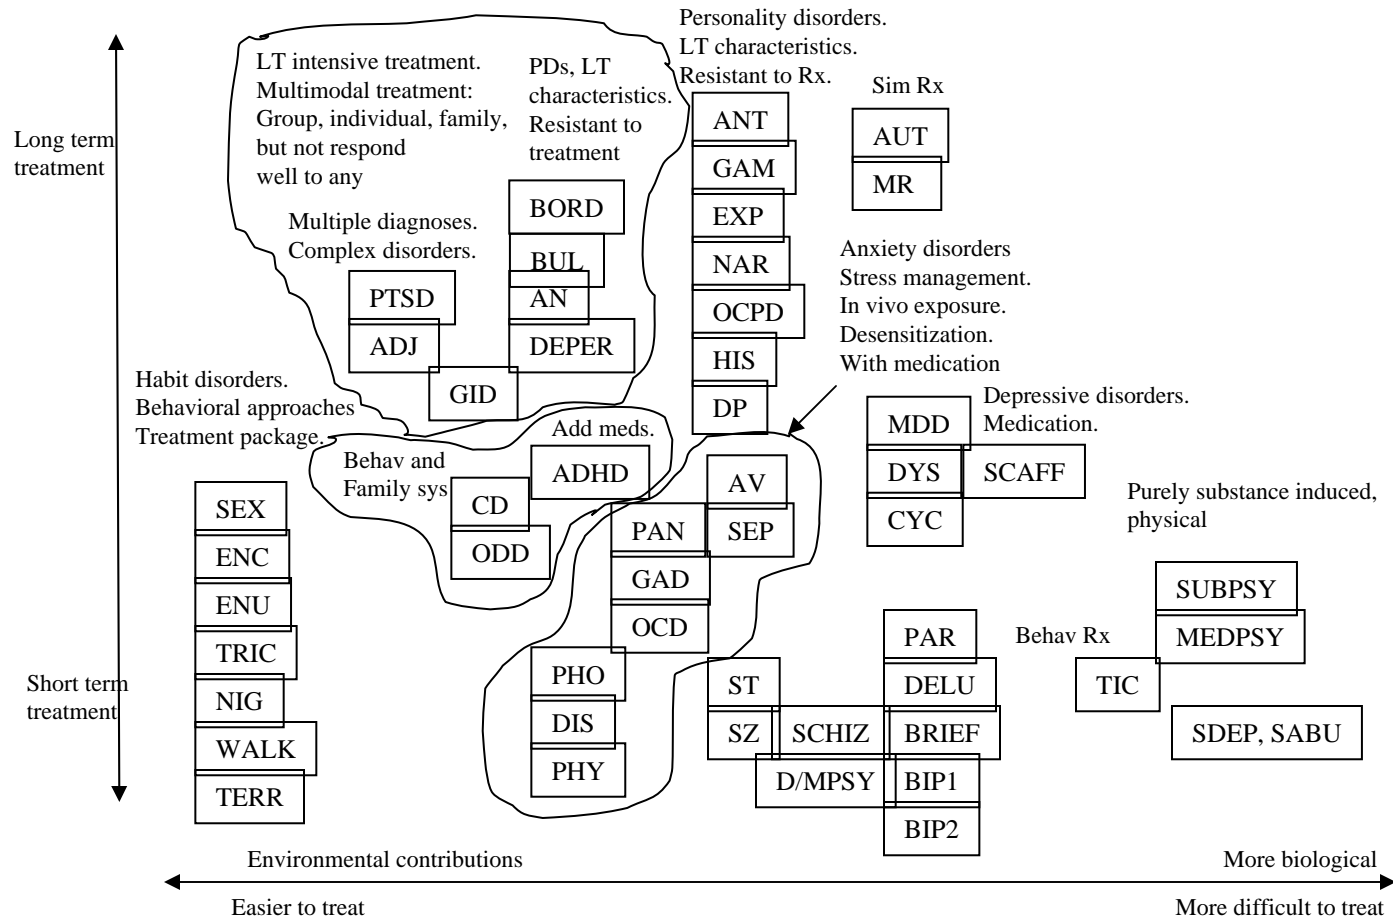 Personality disorders.
LT characteristics.
Resistant to Rx.
LT intensive treatment.
Multimodal treatment:
Group, individual, family,
but not respond
well to any
PDs, LT
characteristics.
Resistant to
treatment
Sim Rx
Long term
treatment
ANT
GAM
EXP
NAR
OCPD
HIS
DP
AUT
MR
BORD
BUL
AN
DEPER
Multiple diagnoses.
Complex disorders.
PTSD
ADJ
GID
Anxiety disorders
Stress management.
In vivo exposure.
Desensitization.
With medication
Habit disorders.
Behavioral approaches
Treatment package.
Add meds.
ADHD
Behav and
Family sys
CD
ODD
MDD
DYS
CYC
SCAFF
Depressive disorders.
Medication.
AV
SEP
PAN
GAD
OCD
PHO
DIS
PHY
Purely substance induced,
physical
SUBPSY
MEDPSY
SEX
ENC
ENU
TRIC
NIG
WALK
TERR
Short term
treatment
Behav Rx
TIC
PAR
DELU
BRIEF
BIP1
BIP2
ST
SZ
SCHIZ
D/MPSY
SDEP, SABU
Environmental contributions
More biological
Easier to treat
More difficult to treat